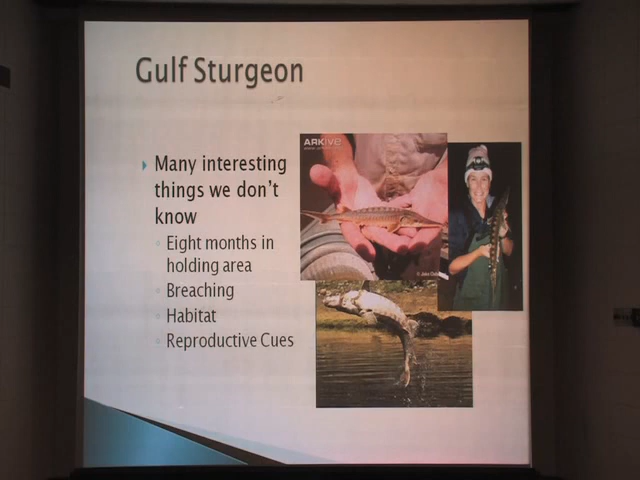 Gulf Sturgeon
Many interesting
things we don't
know
Eight months in
holding area
Breaching
Habitat
Reproductive Cues
ARKive